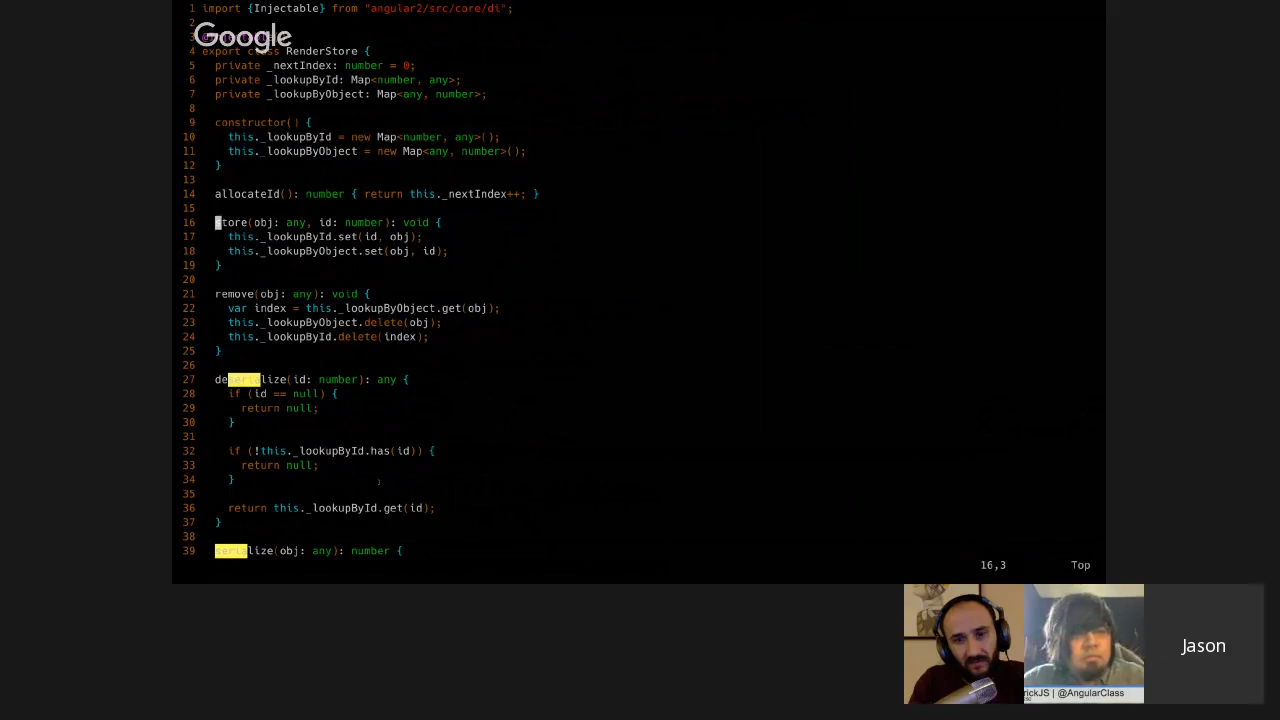 1 import {Injectable} from "angular2/src/core/di";
2
Google
3
4 export class RenderStore {
5 private _nextIndex: number = 0;
6 private _lookupById: Map<number, any>;
7 private _lookupByObject: Map<any, number>;
8
9 constructor() {
10 this._lookupById = new Map<number, any>();
11 this._lookupByObject = new Map<any, number>();
12 }
13
14 allocateId(): number { return this._nextIndex++; }
15
16 store(obj: any, id: number): void {
17 this._lookupById.set(id, obj);
18 this._lookupByObject.set(obj, id);
19 }
20
21 remove(obj: any): void {
22 var index = this._lookupByObject.get(obj);
23 this._lookupByObject.delete(obj);
24 this._lookupById.delete(index);
25 }
26
27 deserialize(id: number): any {
28 if (id == null) {
29 return null;
30 }
31
32 if (!this._lookupById.has(id)) {
33 return null;
34 }
35
36 return this._lookupById.get(id);
37 }
38
39 serialize(obj: any): number {
16,3 Top
Jason
rickJS | @AngularClass